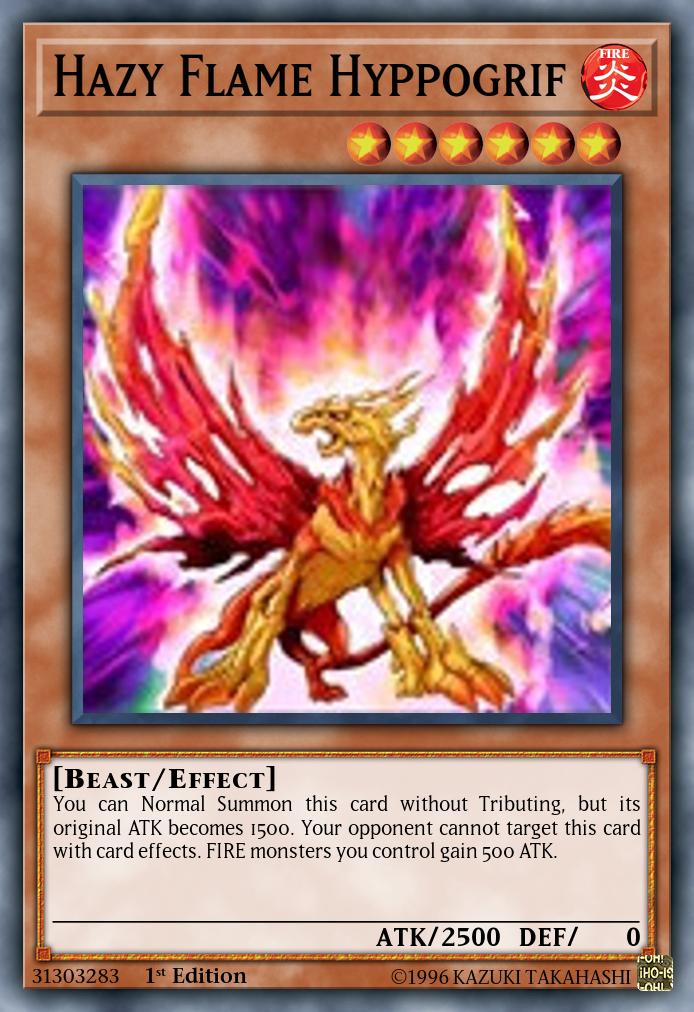 Hazy Flame Hyppogrif
FIRE
炎
[Beast/Effect]
You can Normal Summon this card without Tributing, but its
original ATK becomes 1500. Your opponent cannot target this card
with card effects. FIRE monsters you control gain 500 ATK.
ATK/2500 DEF/ 0
31303283 1st Edition ©1996 KAZUKI TAKAHASHI